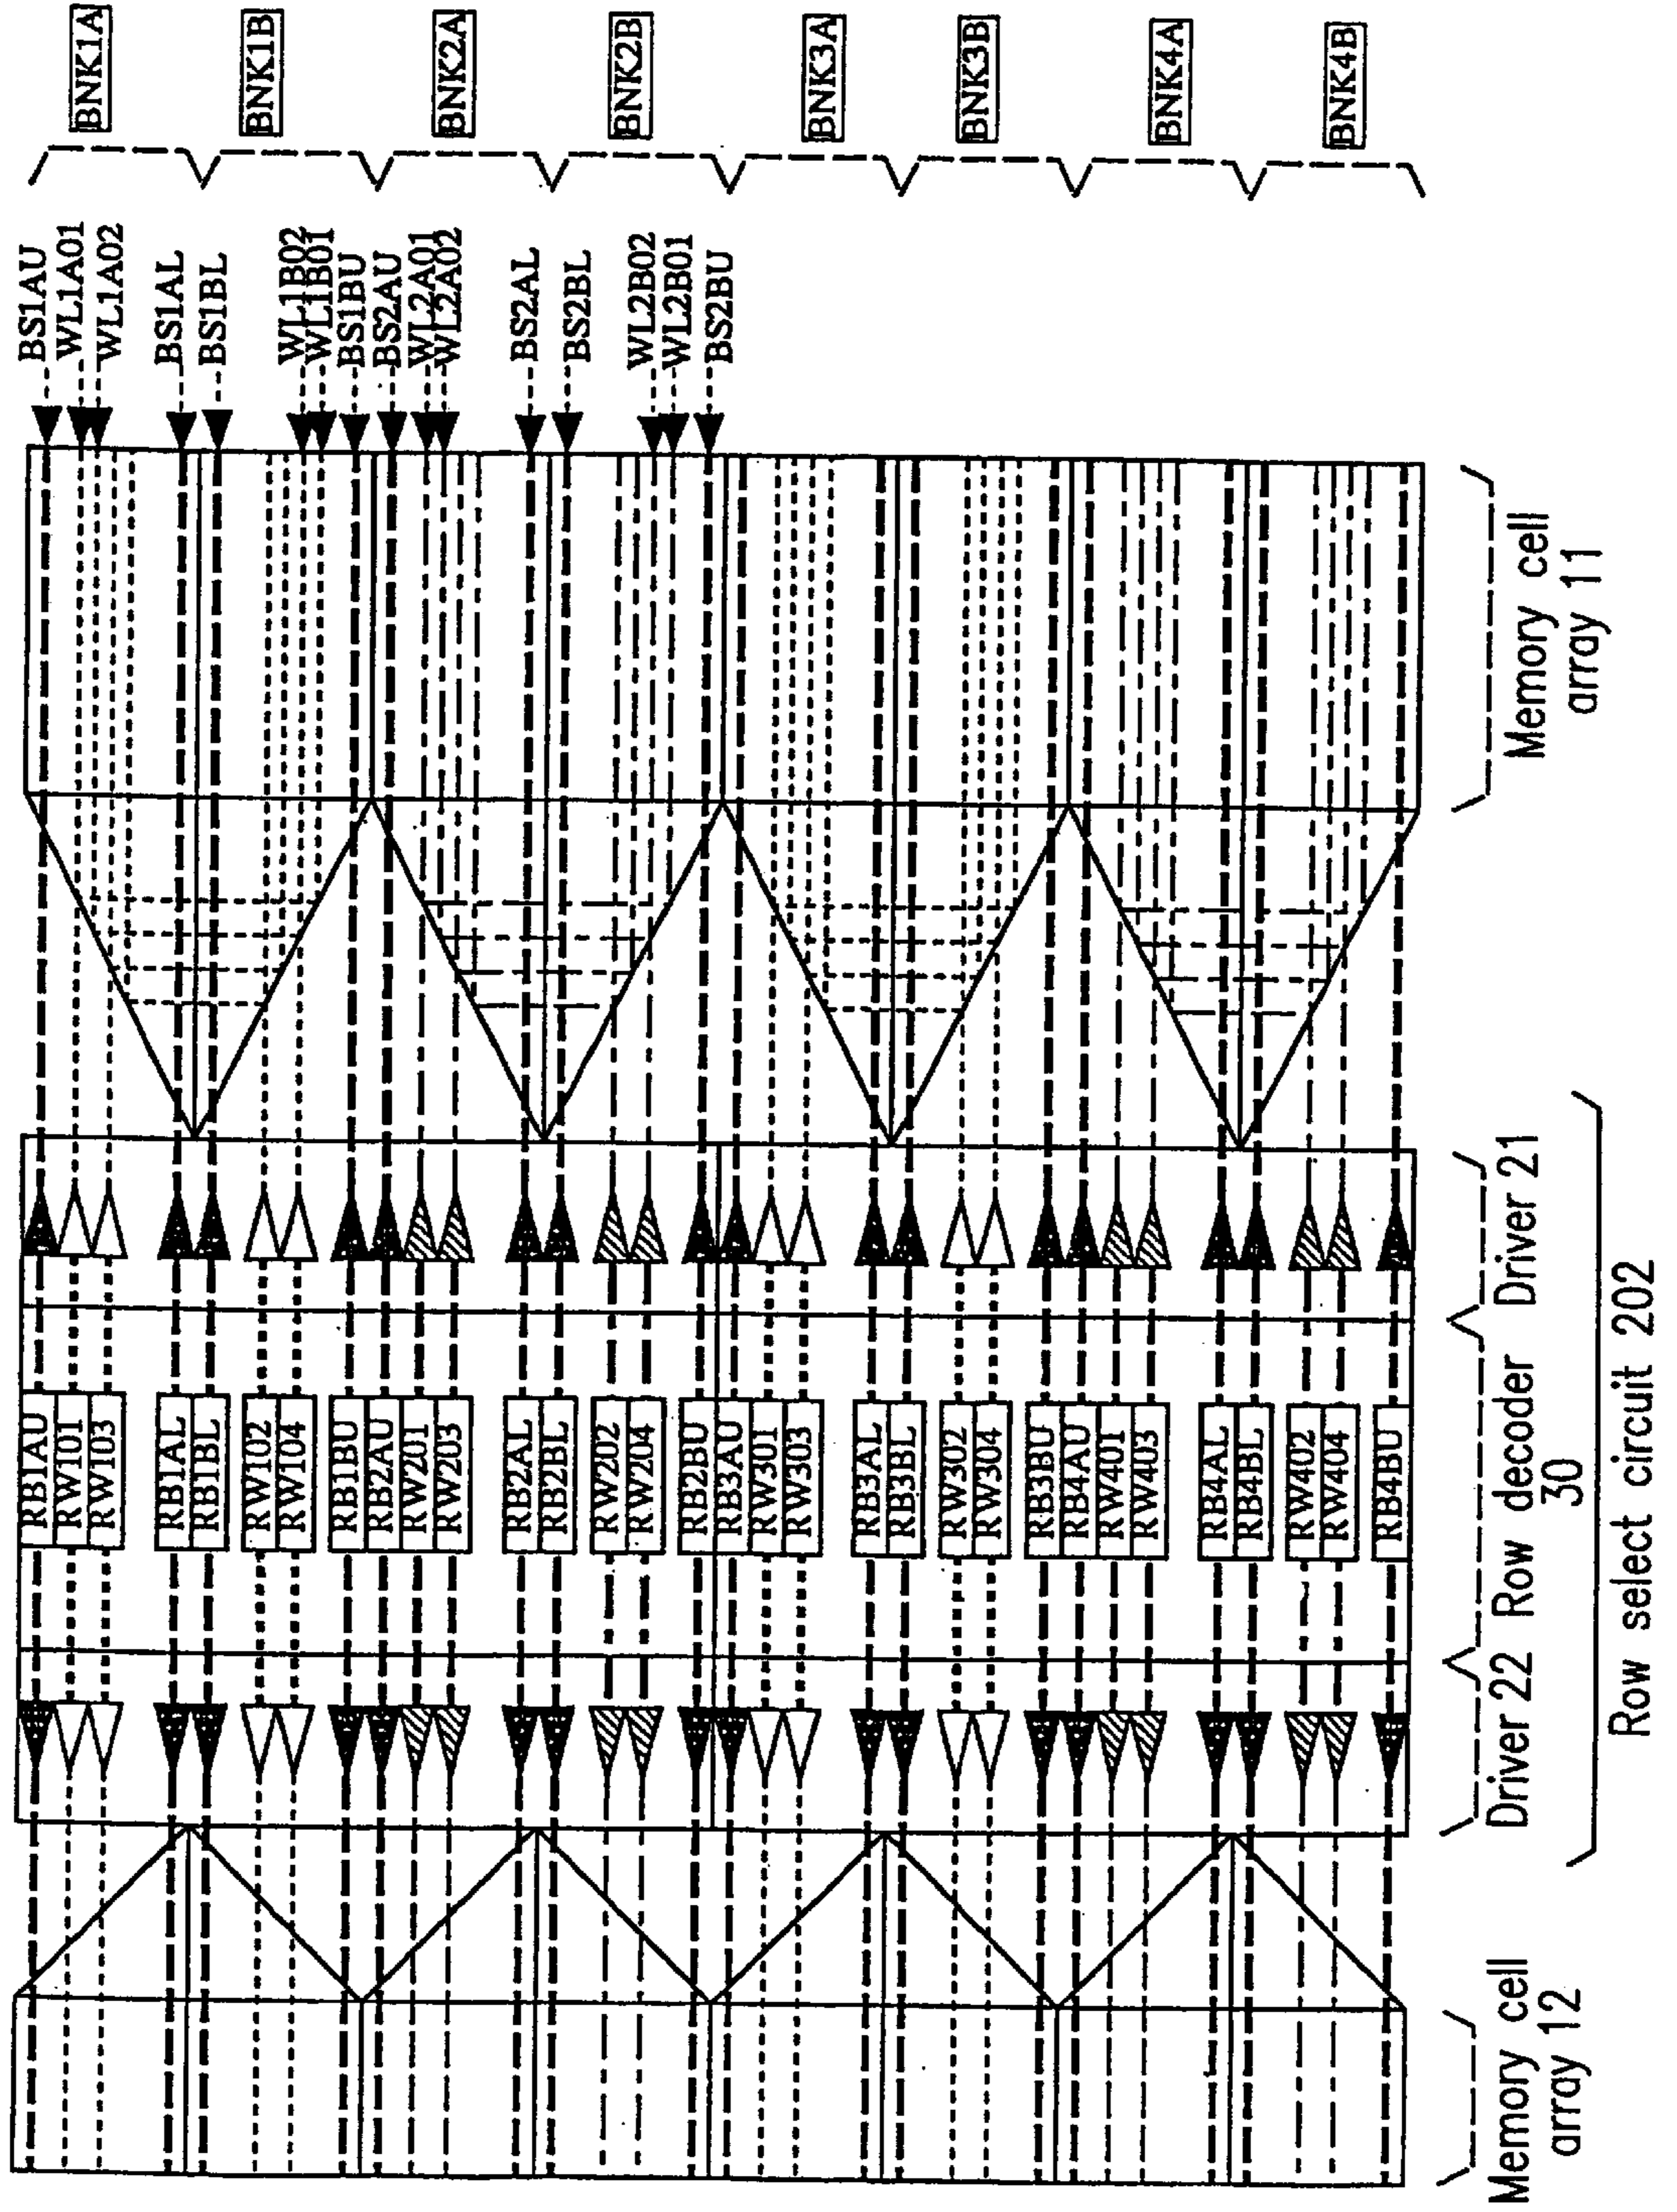 BNK1A
BNK1B
BNK2A
BNK2B
BNK3A
BNK3B
BNK4A
BNK4B
BS1AU
WL1A01
WL1A02
BS1AL
BS1BL
WL1B02
WL1B01
BS1BU
BS2AU
WL2A01
WL2A02
BS2AL
BS2BL
WL2B02
WL2B01
BS2BU
RB1AU
RW101
RW103
RB1AL
RB1BL
RW102
RW104
RB1BU
RB2AU
RW201
RW203
RB2AL
RB2BL
RW202
RW204
RB2BU
RB3AU
RW301
RW303
RB3AL
RB3BL
RW302
RW304
RB3BU
RB4AU
RW401
RW403
RB4AL
RB4BL
RW402
RW404
RB4BU
Memory cell
array 12
Driver 22
Row decoder
30
Driver 21
Memory cell
array 11
Row select circuit 202